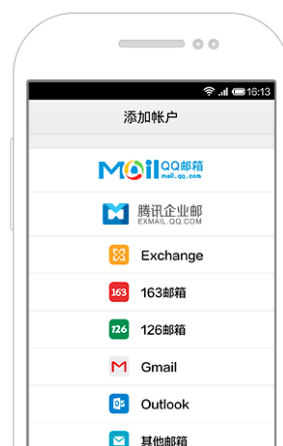 16:13
添加帐户
M@il QQ邮箱
mail.qq.com
腾讯企业邮
EXMAIL.QQ.COM
Exchange
163 163邮箱
126 126邮箱
Gmail
Outlook
其他邮箱